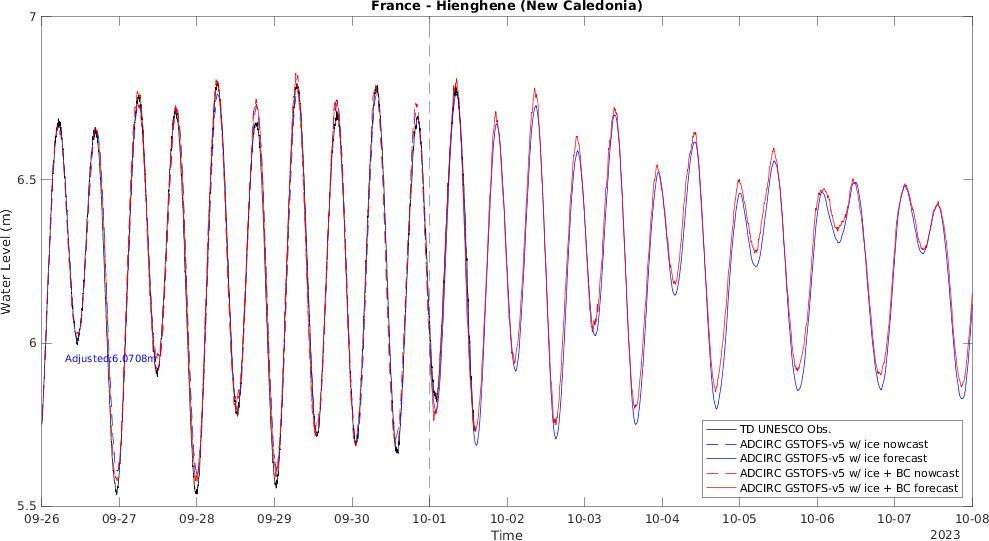 France - Hienghene (New Caledonia)
7
6.5
6
5.5
Water Level (m)
Adjusted:6.0708m
TD UNESCO Obs.
ADCIRC GSTOFS-v5 w/ ice nowcast
ADCIRC GSTOFS-v5 w/ ice forecast
ADCIRC GSTOFS-v5 w/ ice + BC nowcast
ADCIRC GSTOFS-v5 w/ ice + BC forecast
09-26 09-27 09-28 09-29 09-30 10-01 10-02 10-03 10-04 10-05 10-06 10-07 10-08
Time
2023